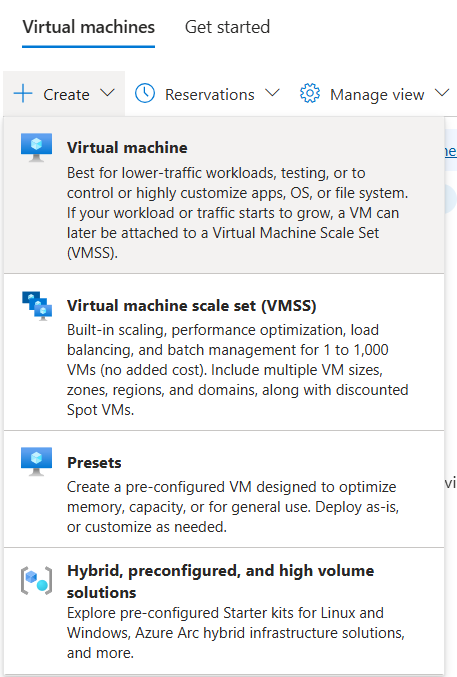 Virtual machines Get started
Create Reservations Manage view
Virtual machine
Best for lower-traffic workloads, testing, or to
control or highly customize apps, OS, or file system.
If your workload or traffic starts to grow, a VM can
later be attached to a Virtual Machine Scale Set
(VMSS).
Virtual machine scale set (VMSS)
Built-in scaling, performance optimization, load
balancing, and batch management for 1 to 1,000
VMs (no added cost). Include multiple VM sizes,
zones, regions, and domains, along with discounted
Spot VMs.
Presets
Create a pre-configured VM designed to optimize
memory, capacity, or for general use. Deploy as-is,
or customize as needed.
Hybrid, preconfigured, and high volume
solutions
Explore pre-configured Starter kits for Linux and
Windows, Azure Arc hybrid infrastructure solutions,
and more.